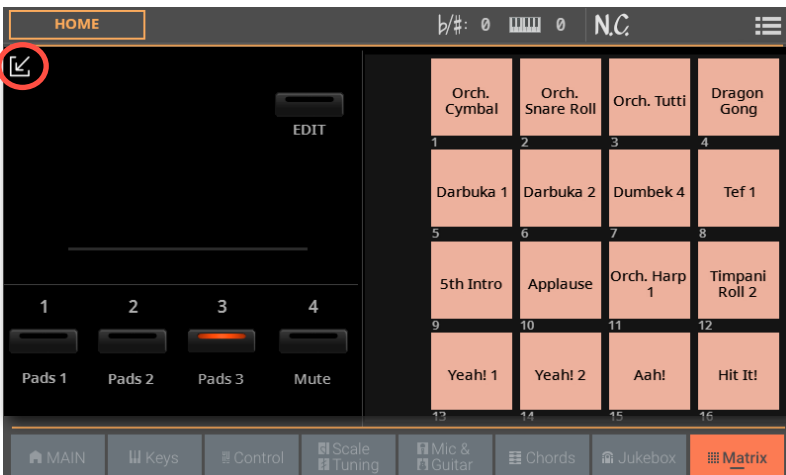 HOME
♭/#: 0
0
N.C.
EDIT
Orch.
Cymbal
Orch.
Snare Roll
Orch. Tutti
Dragon
Gong
1
2
3
4
Darbuka 1
Darbuka 2
Dumbek 4
Tef 1
5
6
7
8
5th Intro
Applause
Orch. Harp
1
Timpani
Roll 2
9
10
11
12
Yeah! 1
Yeah! 2
Aah!
Hit It!
13
14
15
16
1
2
3
4
Pads 1
Pads 2
Pads 3
Mute
MAIN
Keys
Control
Scale
Tuning
Mic &
Guitar
Chords
Jukebox
Matrix